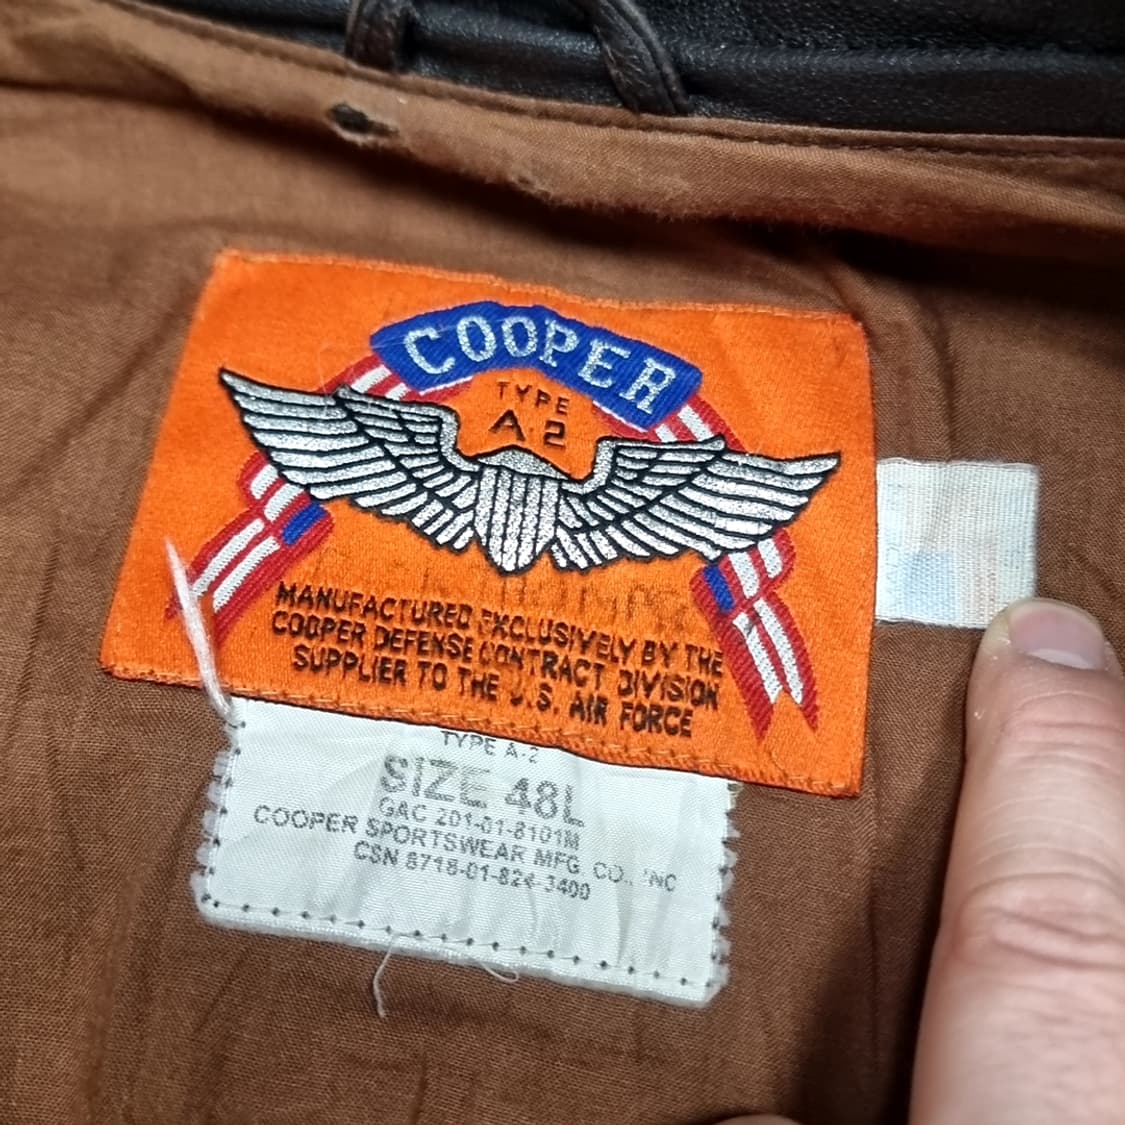 COOPER
TYPE
A-2
MANUFACTURED EXCLUSIVELY BY THE
COOPER DEFENSE CONTRACT DIVISION
SUPPLIER TO THE U.S. AIR FORCE
TYPE A-2
SIZE 48L
GAC 201-01-8101M
COOPER SPORTSWEAR MFG CO., INC
CSN 8718-01-824-3400